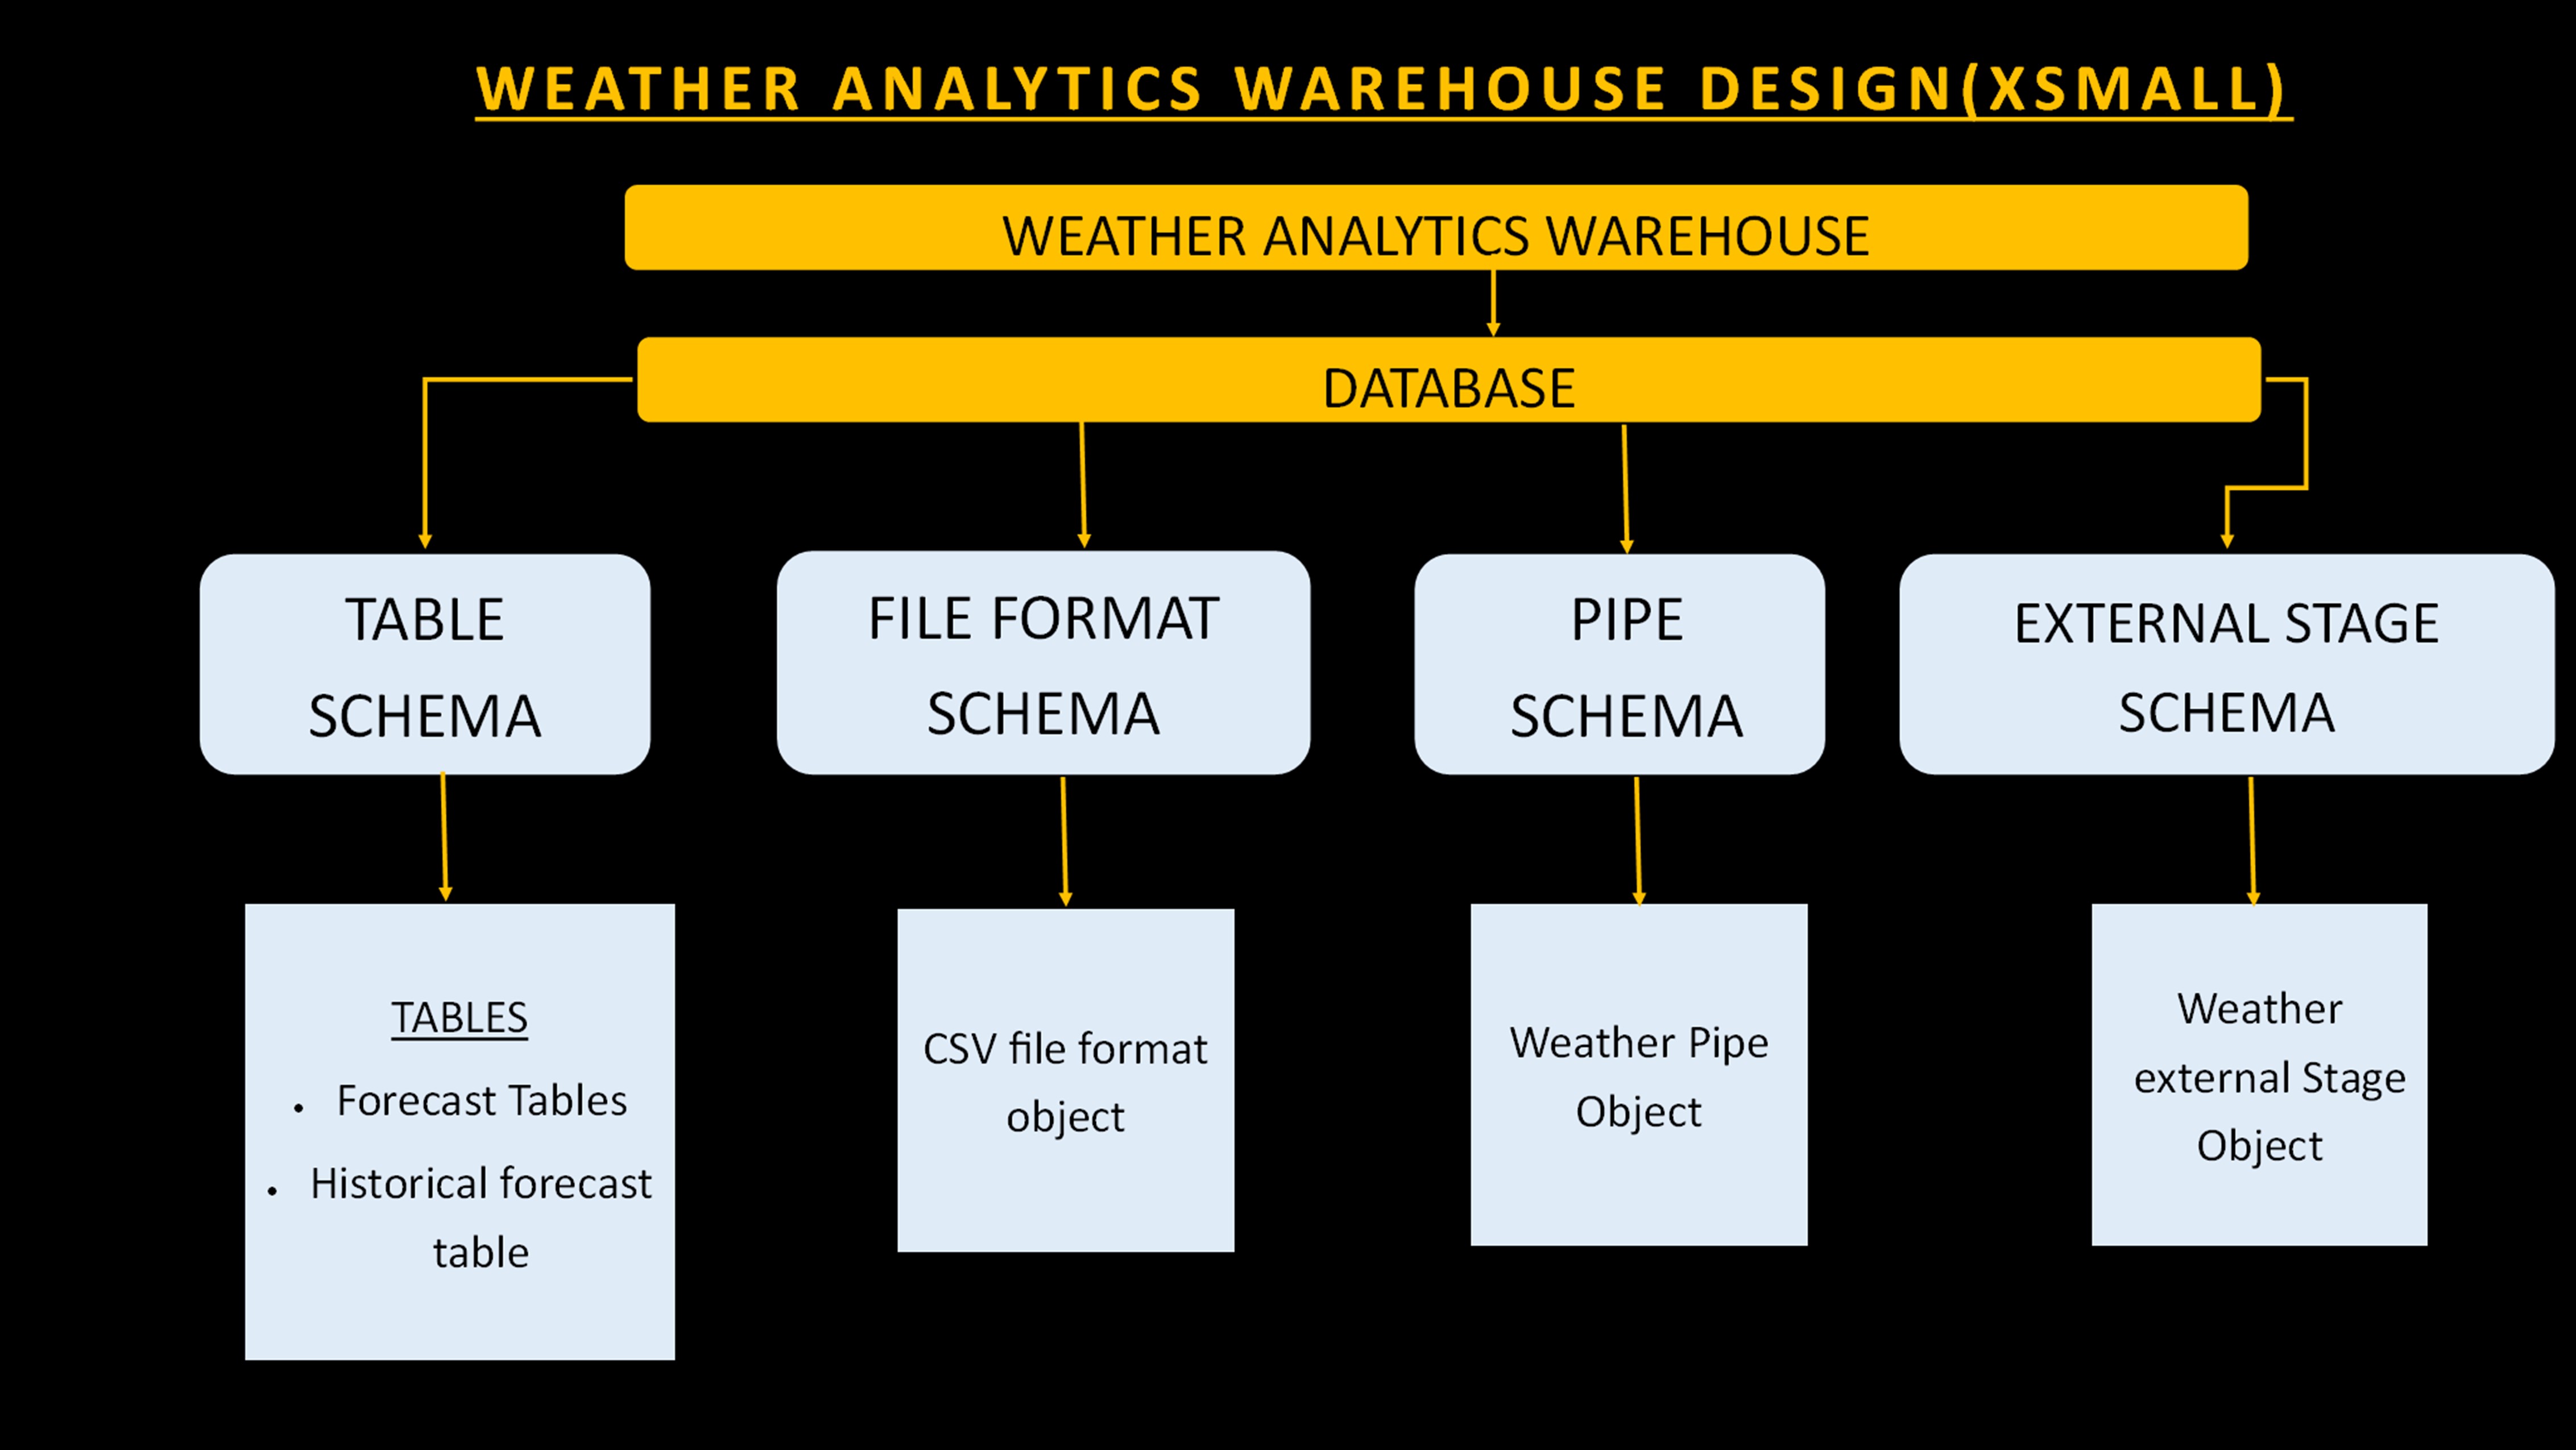 WEATHER ANALYTICS WAREHOUSE DESIGN(XSMALL)
WEATHER ANALYTICS WAREHOUSE
DATABASE
TABLE
SCHEMA
FILE FORMAT
SCHEMA
PIPE
SCHEMA
EXTERNAL STAGE
SCHEMA
TABLES
• Forecast Tables
• Historical forecast
table
CSV file format
object
Weather Pipe
Object
Weather
external Stage
Object